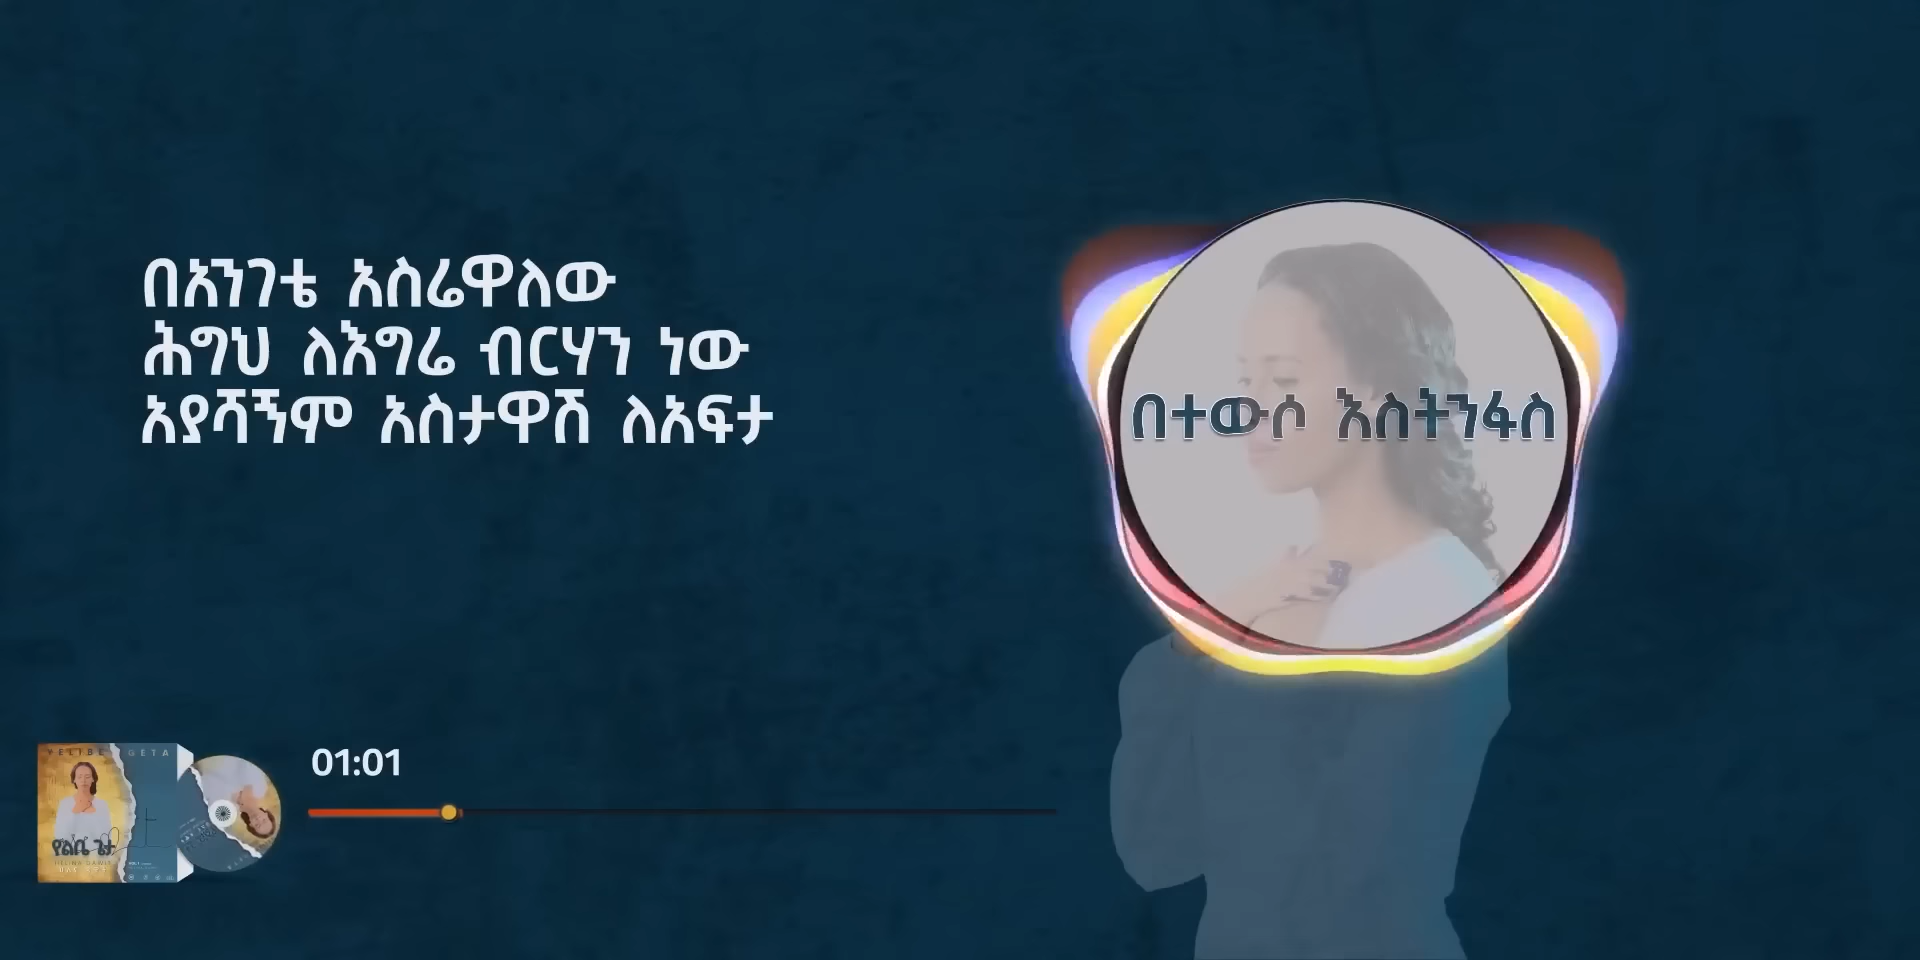 በአንገቴ አስሬዋለው
ሕግህ ለእግሬ ብርሃን ነው
አያሻኝም አስታዋሽ ለአፍታ
በተውሶ እስትንፋስ
01:01
YELIBE GETA
የልቤ ጌታ